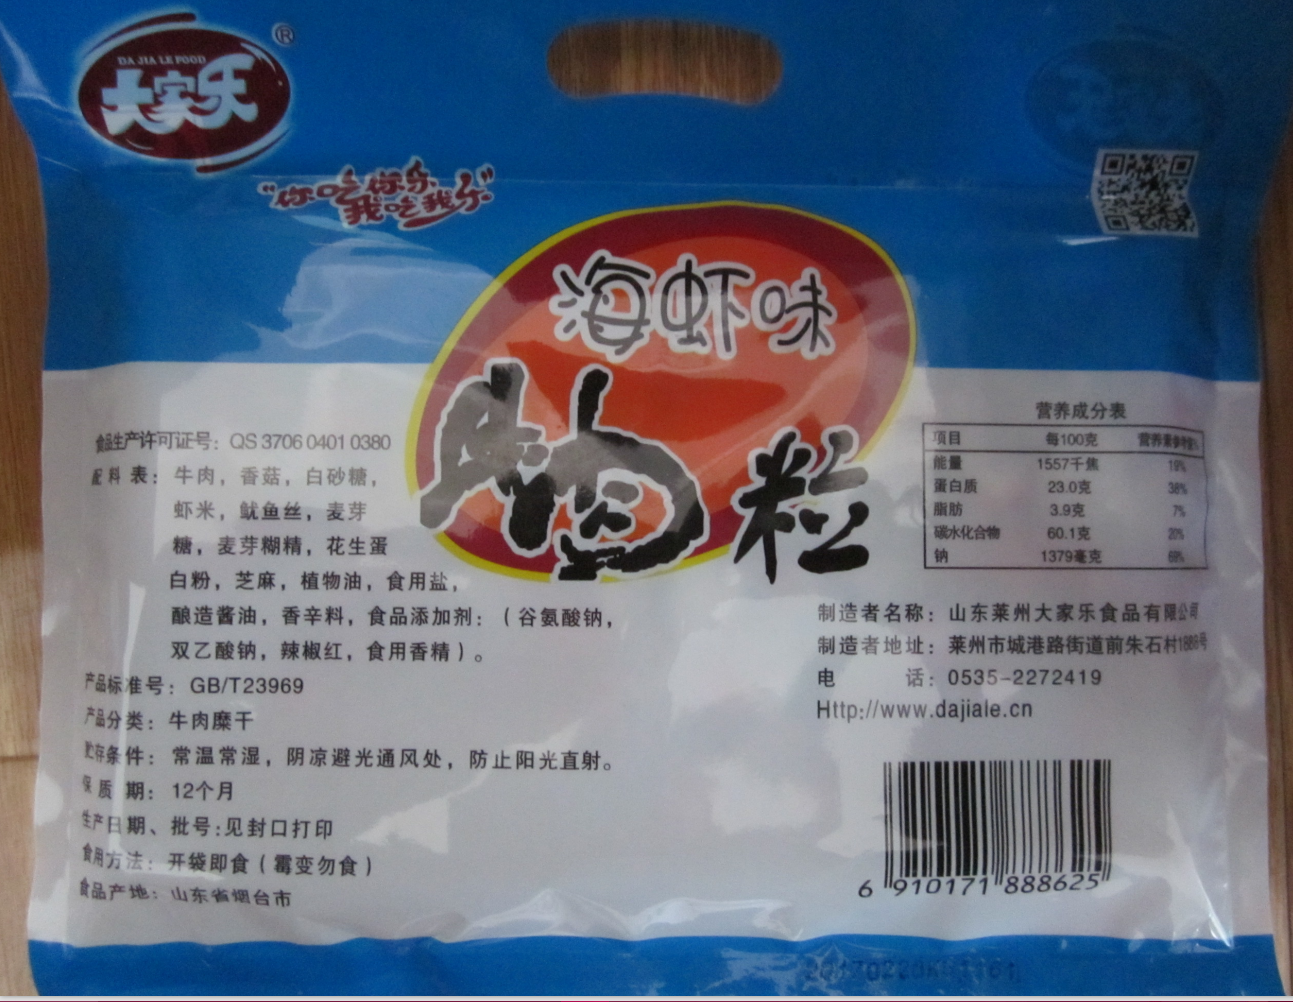 DA JIA LE FOOD
大家乐
®
“你吃你乐
我吃我乐”
海虾味
牛肉粒
食品生产许可证号：QS 3706 0401 0380
配料表：牛肉，香菇，白砂糖，
虾米，鱿鱼丝，麦芽
糖，麦芽糊精，花生蛋
白粉，芝麻，植物油，食用盐，
酿造酱油，香辛料，食品添加剂：（谷氨酸钠，
双乙酸钠，辣椒红，食用香精）。
产品标准号：GB/T23969
产品分类：牛肉糜干
贮存条件：常温常湿，阴凉避光通风处，防止阳光直射。
保质期：12个月
生产日期、批号:见封口打印
食用方法：开袋即食（霉变勿食）
食品产地：山东省烟台市
营养成分表
项目 每100克 营养素参考值%
能量 1557千焦 19%
蛋白质 23.0克 38%
脂肪 3.9克 7%
碳水化合物 60.1克 20%
钠 1379毫克 69%
制造者名称：山东莱州大家乐食品有限公司
制造者地址：莱州市城港路街道前朱石村
电话：0535-2272419
Http://www.dajiale.cn
6 910171 888625